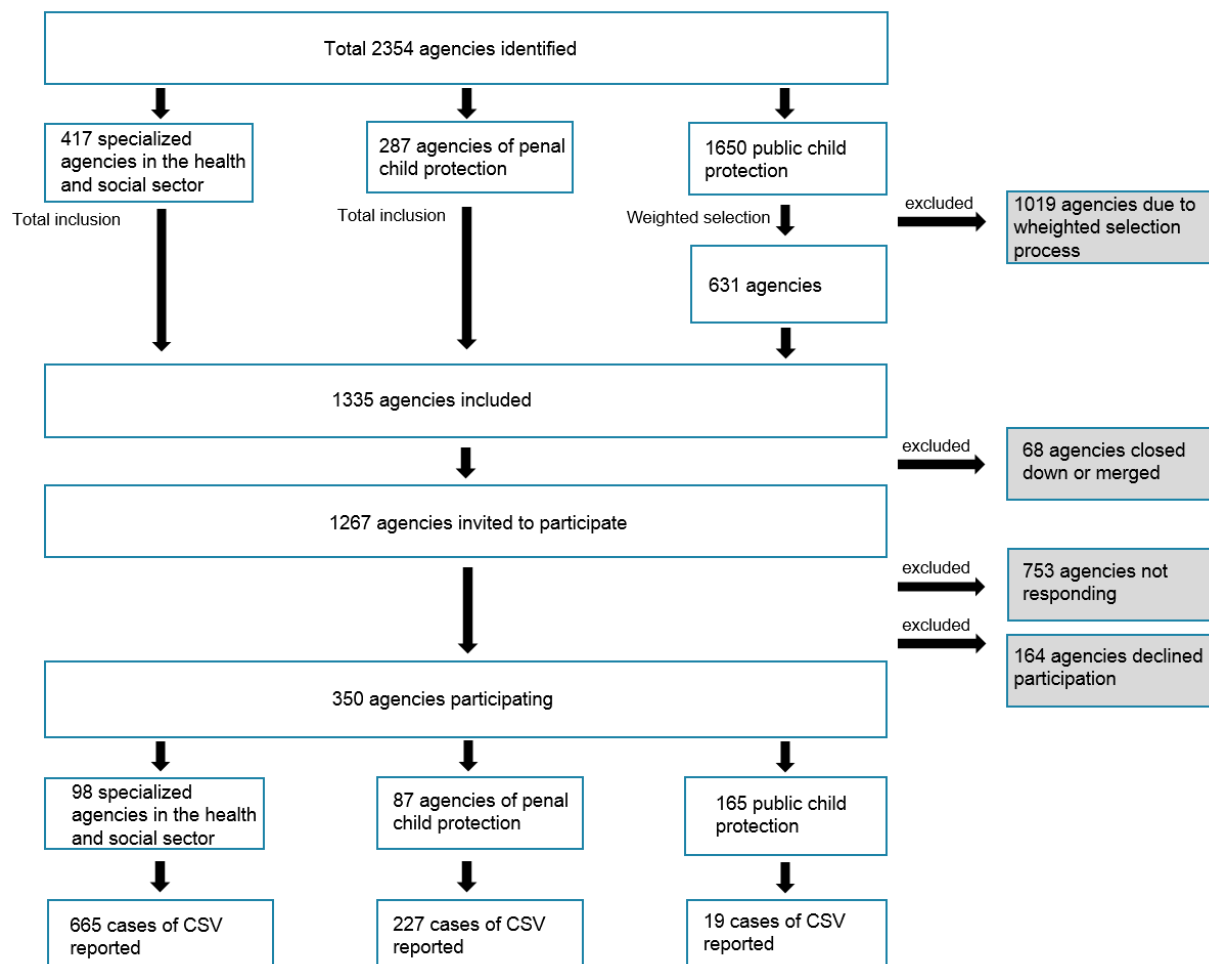 Total 2354 agencies identified
417 specialized
agencies in the health
and social sector
287 agencies of penal
child protection
1650 public child
protection
Total inclusion
Total inclusion
Weighted selection
excluded
1019 agencies due to
wheighted selection
process
631 agencies
1335 agencies included
excluded
68 agencies closed
down or merged
1267 agencies invited to participate
excluded
753 agencies not
responding
excluded
164 agencies declined
participation
350 agencies participating
98 specialized
agencies in the health
and social sector
87 agencies of penal
child protection
165 public child
protection
665 cases of CSV
reported
227 cases of CSV
reported
19 cases of CSV
reported